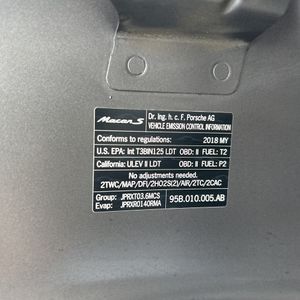 Macan S
Dr. Ing. h. c. F. Porsche AG
VEHICLE EMISSION CONTROL INFORMATION
Conforms to regulations: 2018 MY
U.S. EPA: Int T3BIN125 LDT OBD: II FUEL: T2
California: ULEV II LDT OBD: II FUEL: P2
No adjustments needed.
2TWC/MAP/DFI/2HO2S(2)/AIR/2TC/2CAC
Group: JPRXT03.6MCS
Evap: JPRXR0140RMA
95B.010.005.AB